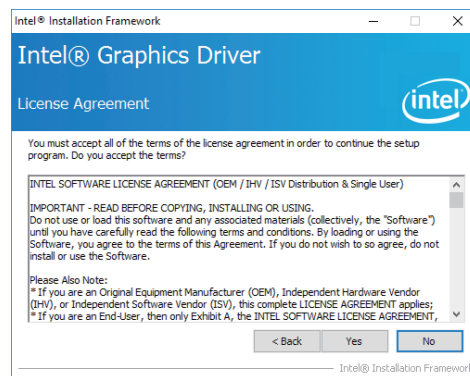 Intel® Installation Framework
Intel® Graphics Driver
License Agreement
intel
You must accept all of the terms of the license agreement in order to continue the setup
program. Do you accept the terms?
INTEL SOFTWARE LICENSE AGREEMENT (OEM / IHV / ISV Distribution & Single User)
IMPORTANT - READ BEFORE COPYING, INSTALLING OR USING.
Do not use or load this software and any associated materials (collectively, the "Software")
until you have carefully read the following terms and conditions. By loading or using the
Software, you agree to the terms of this Agreement. If you do not wish to so agree, do not
install or use the Software.
Please Also Note:
* If you are an Original Equipment Manufacturer (OEM), Independent Hardware Vendor
(IHV), or Independent Software Vendor (ISV), this complete LICENSE AGREEMENT applies;
* If you are an End-User, then only Exhibit A, the INTEL SOFTWARE LICENSE AGREEMENT,
< Back Yes No
Intel® Installation Framework